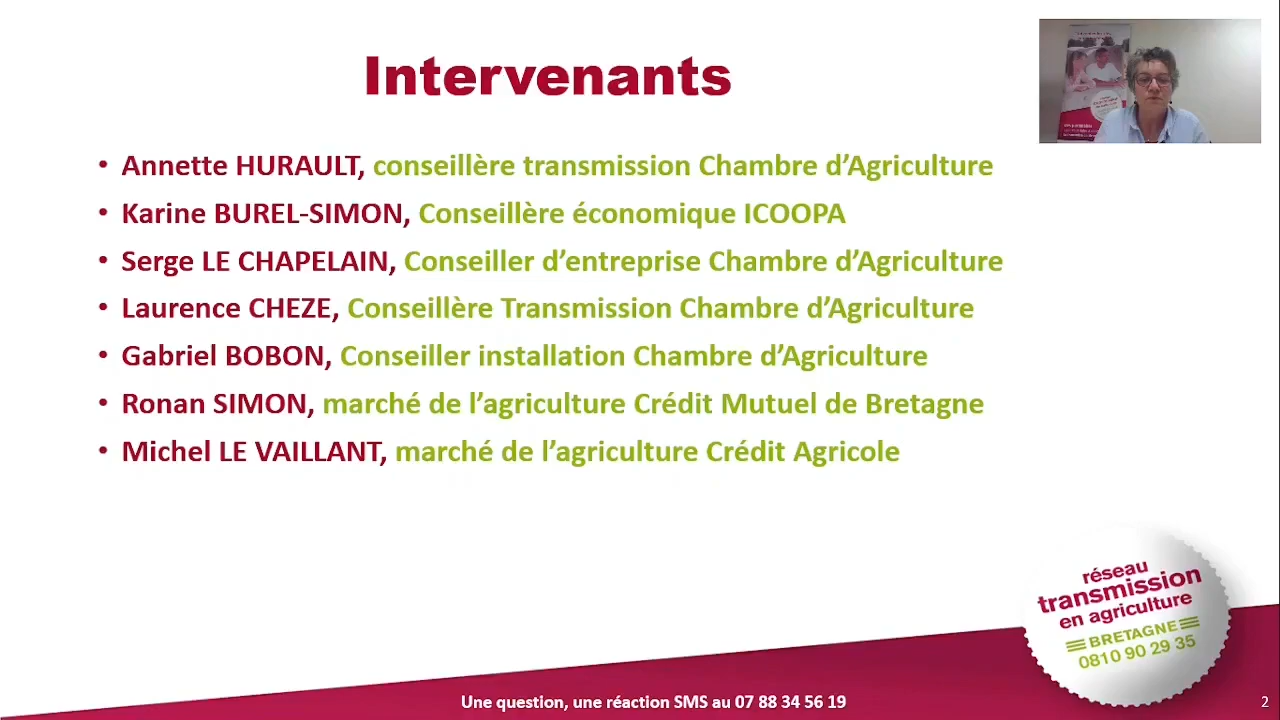 Intervenants
• Annette HURAULT, conseillère transmission Chambre d’Agriculture
• Karine BUREL-SIMON, Conseillère économique ICOOPA
• Serge LE CHAPELAIN, Conseiller d’entreprise Chambre d’Agriculture
• Laurence CHEZE, Conseillère Transmission Chambre d’Agriculture
• Gabriel BOBON, Conseiller installation Chambre d’Agriculture
• Ronan SIMON, marché de l’agriculture Crédit Mutuel de Bretagne
• Michel LE VAILLANT, marché de l’agriculture Crédit Agricole
réseau
transmission
en agriculture
BRETAGNE
0810 90 29 35
Une question, une réaction SMS au 07 88 34 56 19
2